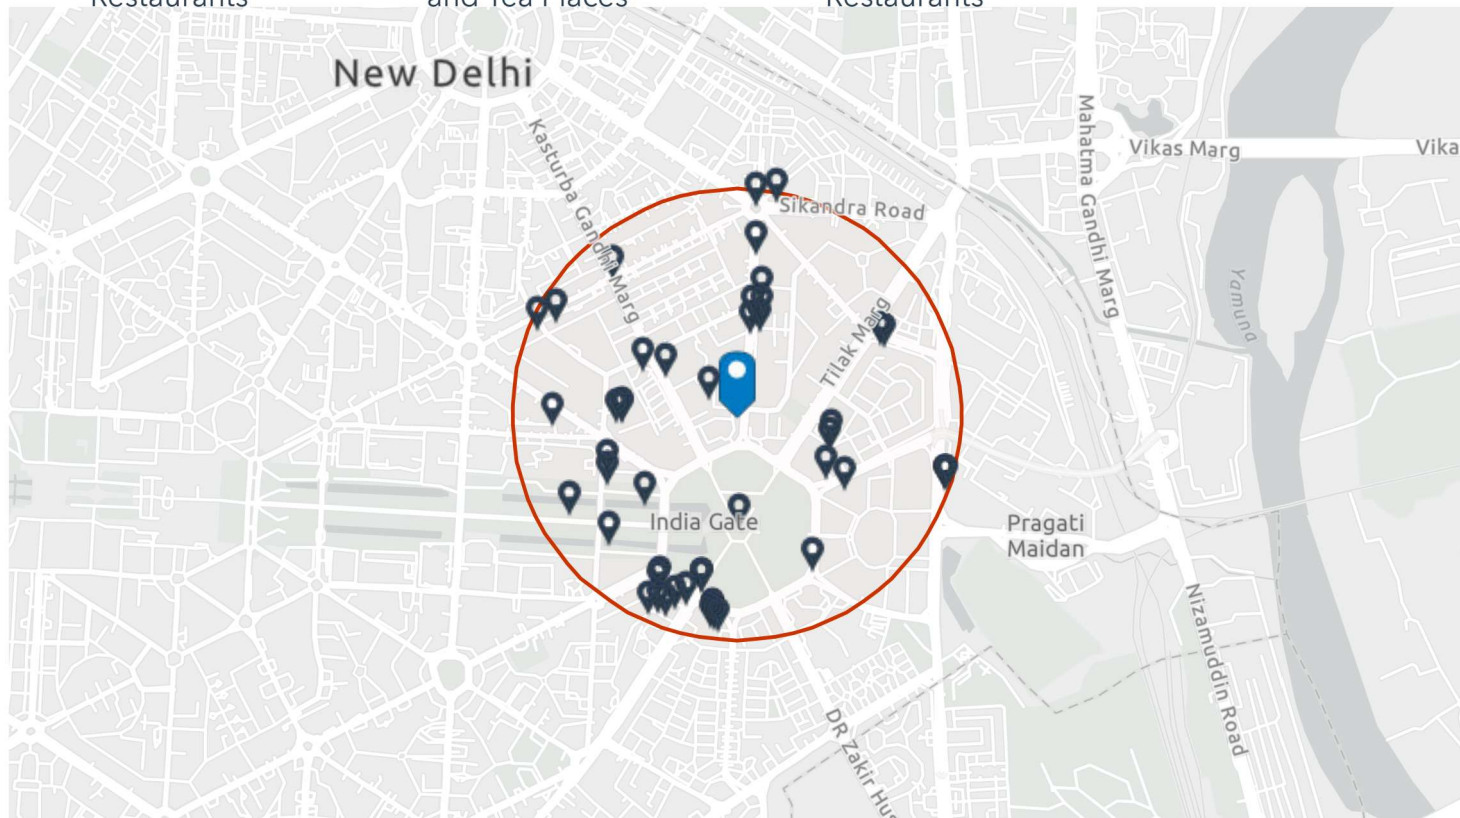 Restaurants
and Tea Places
Restaurants
New Delhi
Kasturba Gandhi Marg
Sikandra Road
Mahatma Gandhi Marg
Vikas Marg
Vika
Yamuna
Tilak Marg
India Gate
Pragati
Maidan
Nizamuddin Road
DR Zakir Hus